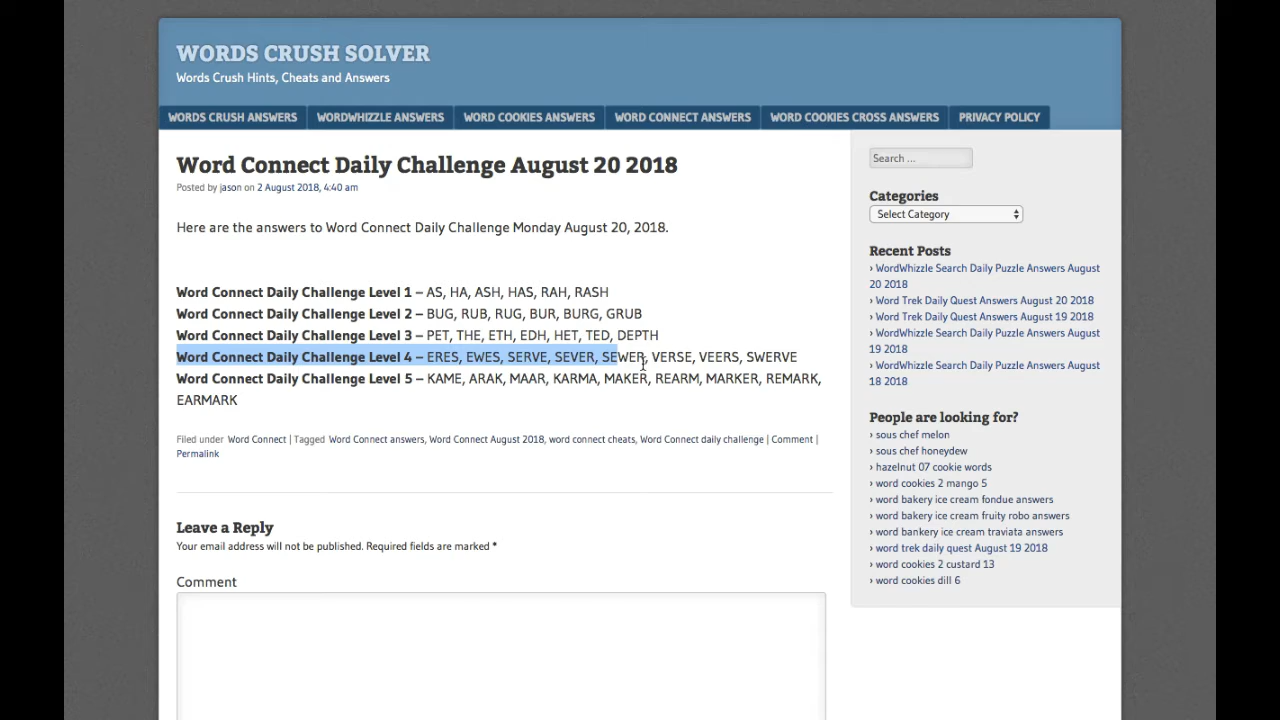 WORDS CRUSH SOLVER
Words Crush Hints, Cheats and Answers
WORDS CRUSH ANSWERS
WORDWHIZZLE ANSWERS
WORD COOKIES ANSWERS
WORD CONNECT ANSWERS
WORD COOKIES CROSS ANSWERS
PRIVACY POLICY
Word Connect Daily Challenge August 20 2018
Posted by jason on 2 August 2018, 4:40 am
Here are the answers to Word Connect Daily Challenge Monday August 20, 2018.
Word Connect Daily Challenge Level 1 – AS, HA, ASH, HAS, RAH, RASH
Word Connect Daily Challenge Level 2 – BUG, RUB, RUG, BUR, BURG, GRUB
Word Connect Daily Challenge Level 3 – PET, THE, ETH, EDH, HET, TED, DEPTH
Word Connect Daily Challenge Level 4 – ERES, EWES, SERVE, SEVER, SEWER, VERSE, VEERS, SWERVE
Word Connect Daily Challenge Level 5 – KAME, ARAK, MAAR, KARMA, MAKER, REARM, MARKER, REMARK,
EARMARK
Filed under Word Connect | Tagged Word Connect answers, Word Connect August 2018, word connect cheats, Word Connect daily challenge | Comment |
Permalink
Leave a Reply
Your email address will not be published. Required fields are marked *
Comment
Search ...
Categories
Select Category
Recent Posts
› WordWhizzle Search Daily Puzzle Answers August
20 2018
› Word Trek Daily Quest Answers August 20 2018
› Word Trek Daily Quest Answers August 19 2018
› WordWhizzle Search Daily Puzzle Answers August
19 2018
› WordWhizzle Search Daily Puzzle Answers August
18 2018
People are looking for?
› sous chef melon
› sous chef honeydew
› hazelnut 07 cookie words
› word cookies 2 mango 5
› word bakery ice cream fondue answers
› word bakery ice cream fruity robo answers
› word bankery ice cream traviata answers
› word trek daily quest August 19 2018
› word cookies 2 custard 13
› word cookies dill 6